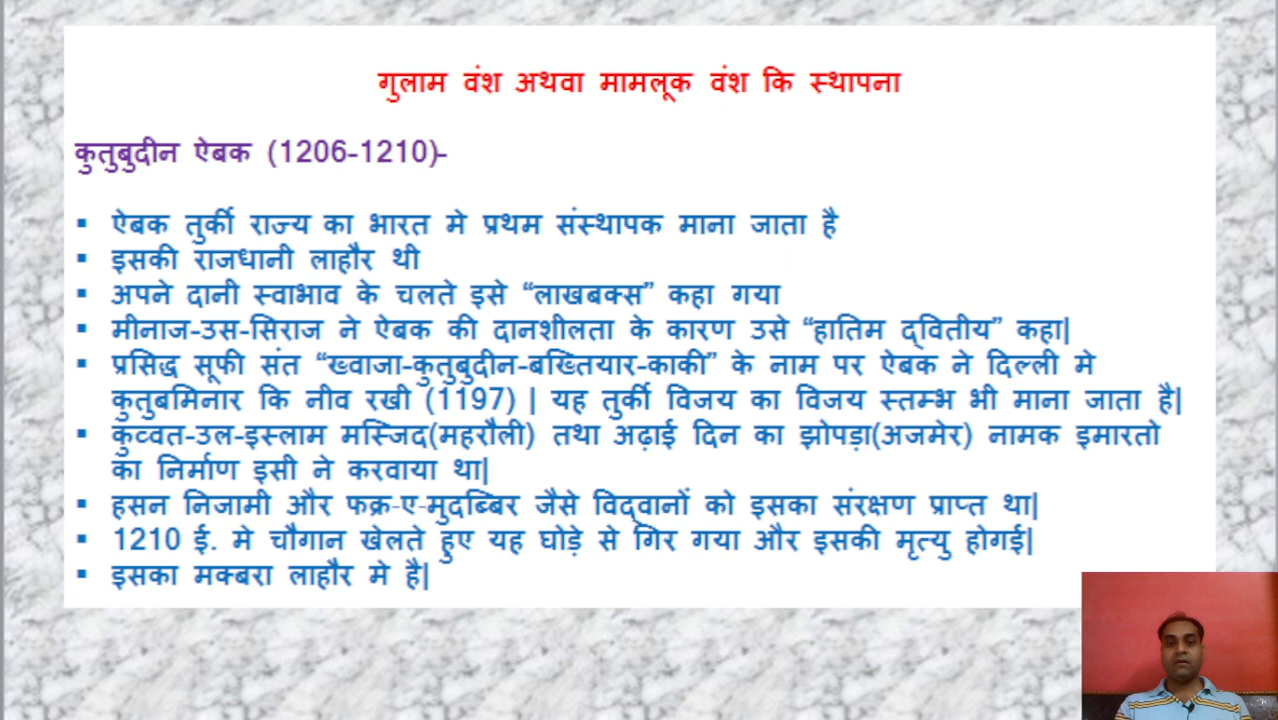 गुलाम वंश अथवा मामलूक वंश कि स्थापना
कुतुबुदीन ऐबक (1206-1210)-
▪ ऐबक तुर्की राज्य का भारत मे प्रथम संस्थापक माना जाता है
▪ इसकी राजधानी लाहौर थी
▪ अपने दानी स्वाभाव के चलते इसे “लाखबक्स” कहा गया
▪ मीनाज-उस-सिराज ने ऐबक की दानशीलता के कारण उसे “हातिम द्वितीय” कहा|
▪ प्रसिद्ध सूफी संत “ख्वाजा-कुतुबुदीन-बख्तियार-काकी” के नाम पर ऐबक ने दिल्ली मे
कुतुबमिनार कि नीव रखी (1197) | यह तुर्की विजय का विजय स्तम्भ भी माना जाता है|
▪ कुव्वत-उल-इस्लाम मस्जिद(महरौली) तथा अढ़ाई दिन का झोपड़ा(अजमेर) नामक इमारतो
का निर्माण इसी ने करवाया था|
▪ हसन निजामी और फक्र-ए-मुदब्बिर जैसे विद्वानों को इसका संरक्षण प्राप्त था|
▪ 1210 ई. मे चौगान खेलते हुए यह घोड़े से गिर गया और इसकी मृत्यु होगई|
▪ इसका मक्बरा लाहौर मे है|